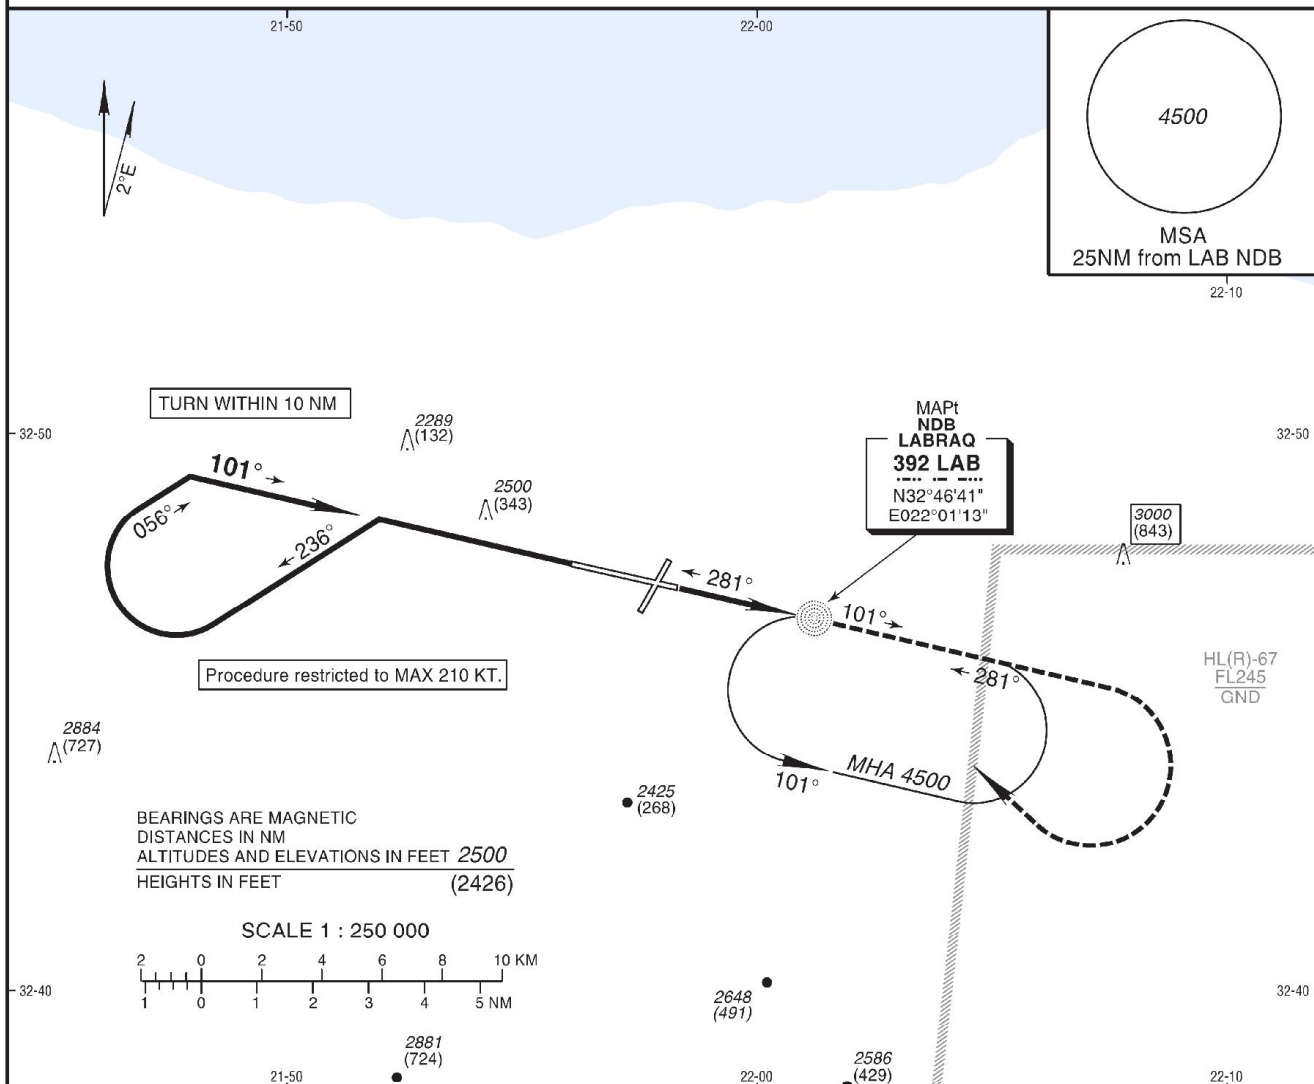 21-50
22-00
4500
MSA
25NM from LAB NDB
22-10
2°E
TURN WITHIN 10 NM
2289
(132)
32-50
32-50
MAPt
NDB
LABRAQ
392 LAB
N32°46'41"
E022°01'13"
101°
2500
(343)
056°
236°
3000
(843)
281°
101°
HL(R)-67
FL245
GND
281°
Procedure restricted to MAX 210 KT.
2884
(727)
101°
MHA 4500
2425
(268)
BEARINGS ARE MAGNETIC
DISTANCES IN NM
ALTITUDES AND ELEVATIONS IN FEET 2500
HEIGHTS IN FEET (2426)
SCALE 1 : 250 000
2 0 2 4 6 8 10 KM
1 0 1 2 3 4 5 NM
32-40
32-40
2648
(491)
2881
(724)
2586
(429)
21-50
22-00
22-10